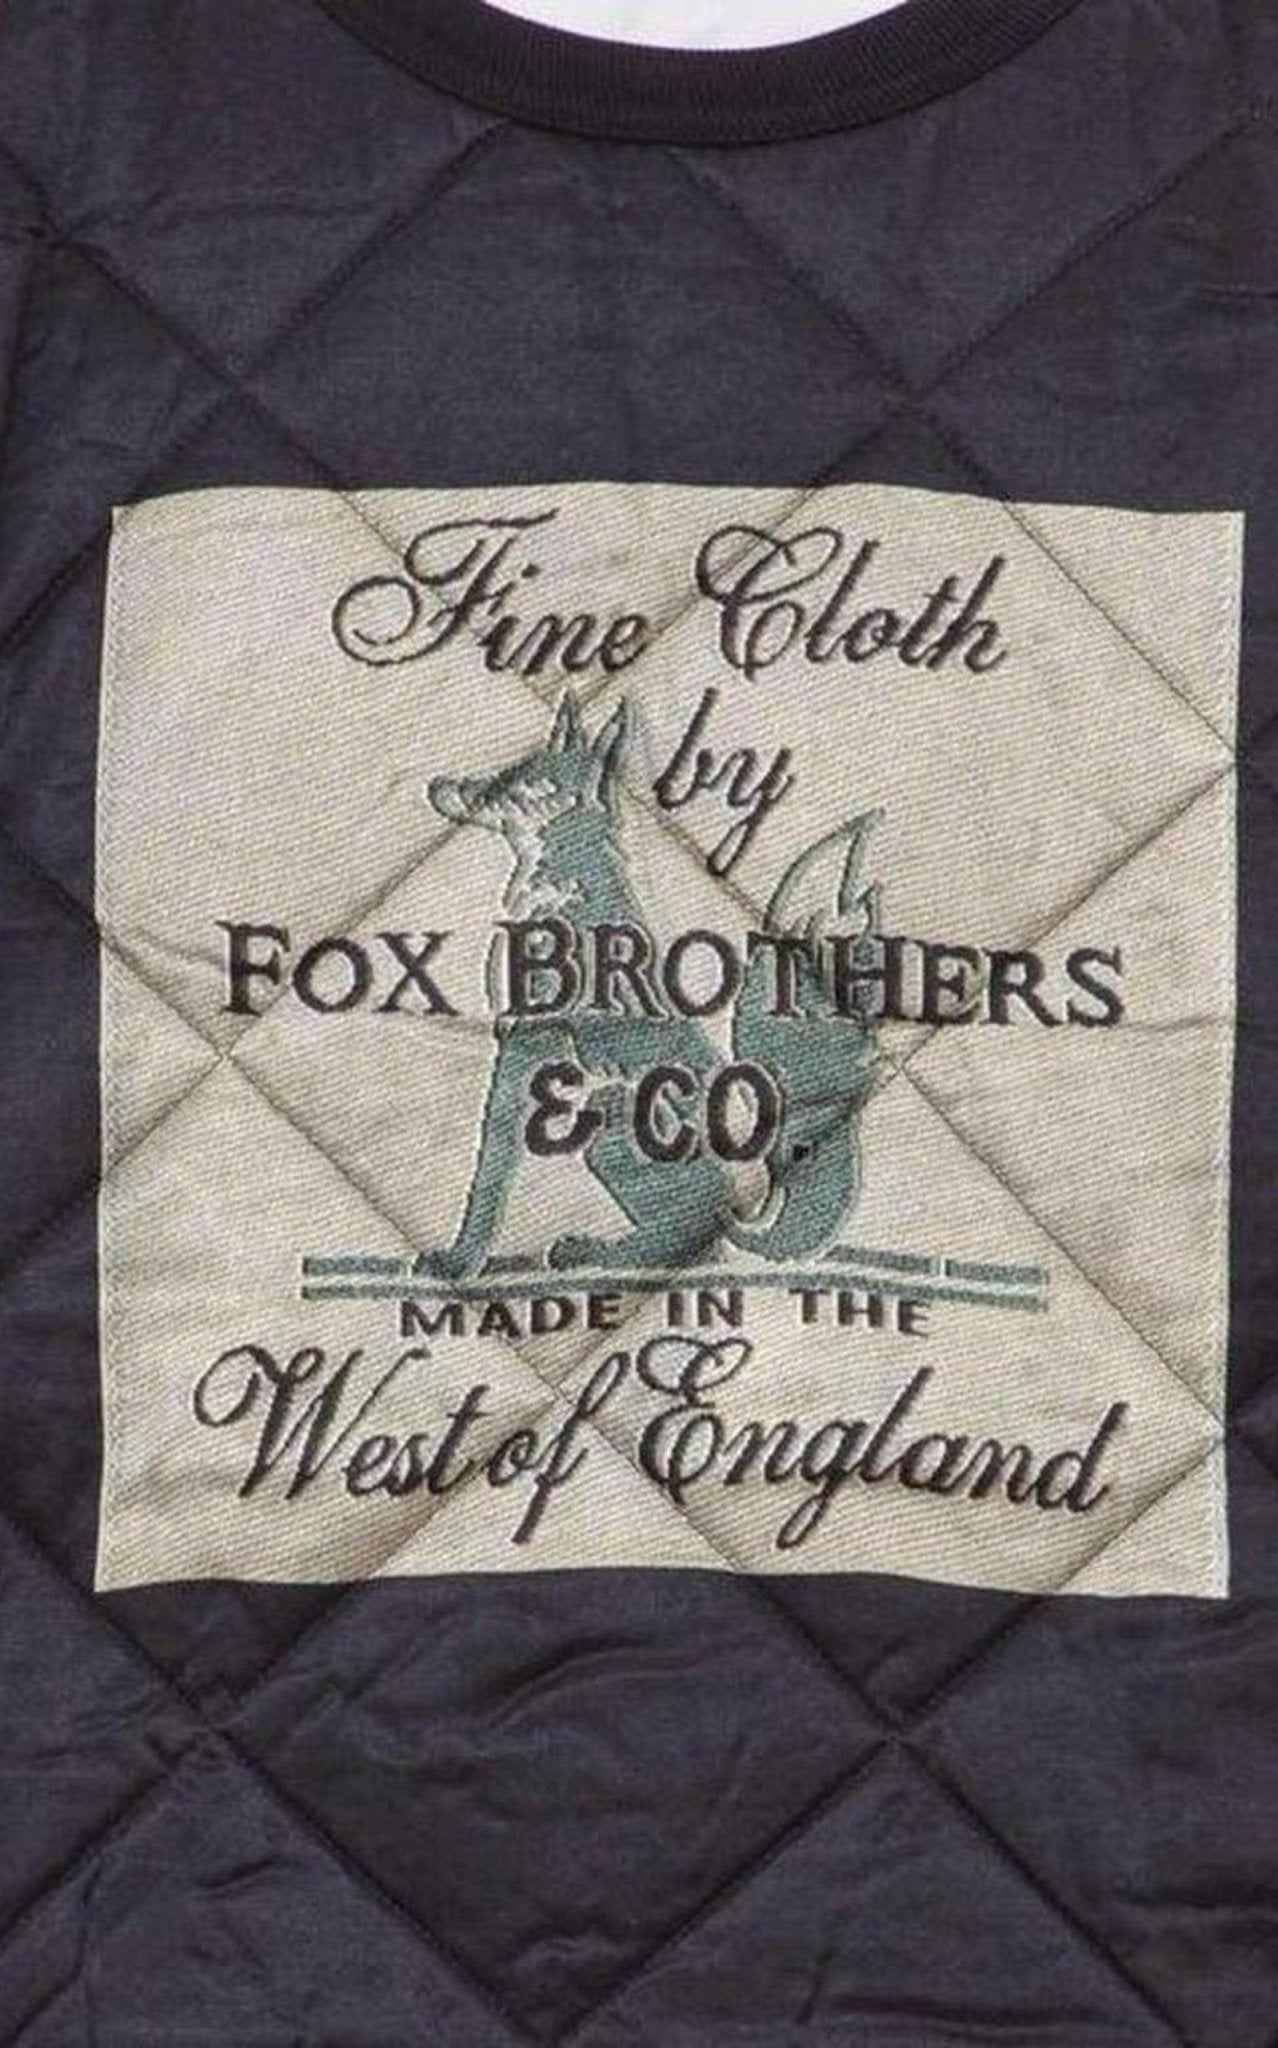 Fine Cloth
by
FOX BROTHERS
& CO.
MADE IN THE
West of England